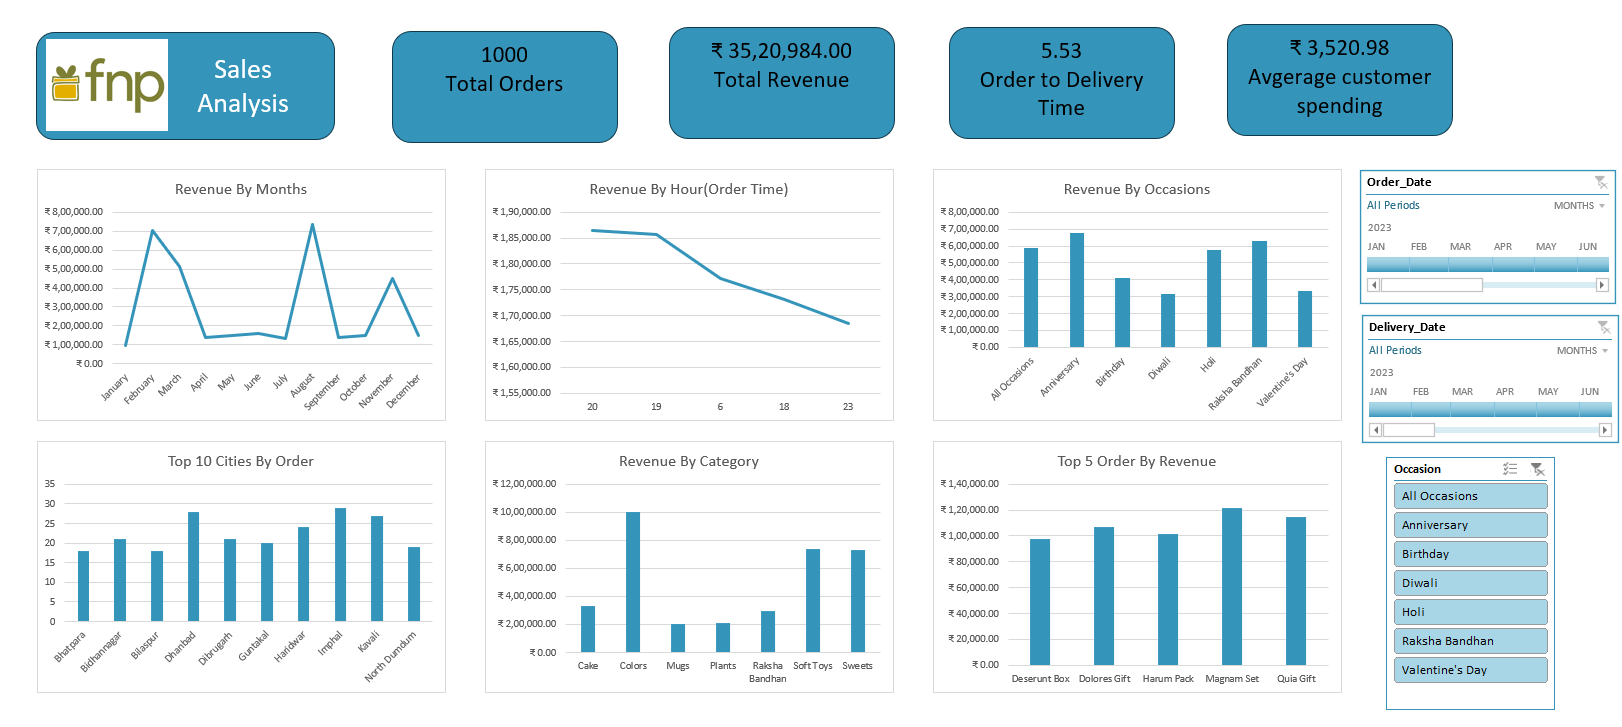 fnp
Sales
Analysis
1000
Total Orders
₹ 35,20,984.00
Total Revenue
5.53
Order to Delivery
Time
₹ 3,520.98
Avgerage customer
spending
Revenue By Months
₹ 8,00,000.00
₹ 7,00,000.00
₹ 6,00,000.00
₹ 5,00,000.00
₹ 4,00,000.00
₹ 3,00,000.00
₹ 2,00,000.00
₹ 1,00,000.00
₹ 0.00
January
February
March
April
May
June
July
August
September
October
November
December
Revenue By Hour(Order Time)
₹ 1,90,000.00
₹ 1,85,000.00
₹ 1,80,000.00
₹ 1,75,000.00
₹ 1,70,000.00
₹ 1,65,000.00
₹ 1,60,000.00
₹ 1,55,000.00
20 19 6 18 23
Revenue By Occasions
₹ 8,00,000.00
₹ 7,00,000.00
₹ 6,00,000.00
₹ 5,00,000.00
₹ 4,00,000.00
₹ 3,00,000.00
₹ 2,00,000.00
₹ 1,00,000.00
₹ 0.00
All Occasions
Anniversary
Birthday
Diwali
Holi
Raksha Bandhan
Valentine's Day
Order_Date
All Periods MONTHS
2023
JAN FEB MAR APR MAY JUN
Delivery_Date
All Periods MONTHS
2023
JAN FEB MAR APR MAY JUN
Top 10 Cities By Order
35
30
25
20
15
10
5
0
Bhatpara
Bidhannagar
Bilaspur
Dhanbad
Dibrugarh
Guntakal
Haridwar
Imphal
Kavali
North Dumdum
Revenue By Category
₹ 12,00,000.00
₹ 10,00,000.00
₹ 8,00,000.00
₹ 6,00,000.00
₹ 4,00,000.00
₹ 2,00,000.00
₹ 0.00
Cake Colors Mugs Plants Raksha Soft Toys Sweets
Bandhan
Top 5 Order By Revenue
₹ 1,40,000.00
₹ 1,20,000.00
₹ 1,00,000.00
₹ 80,000.00
₹ 60,000.00
₹ 40,000.00
₹ 20,000.00
₹ 0.00
Deserunt Box Dolores Gift Harum Pack Magnam Set Quia Gift
Occasion
All Occasions
Anniversary
Birthday
Diwali
Holi
Raksha Bandhan
Valentine's Day